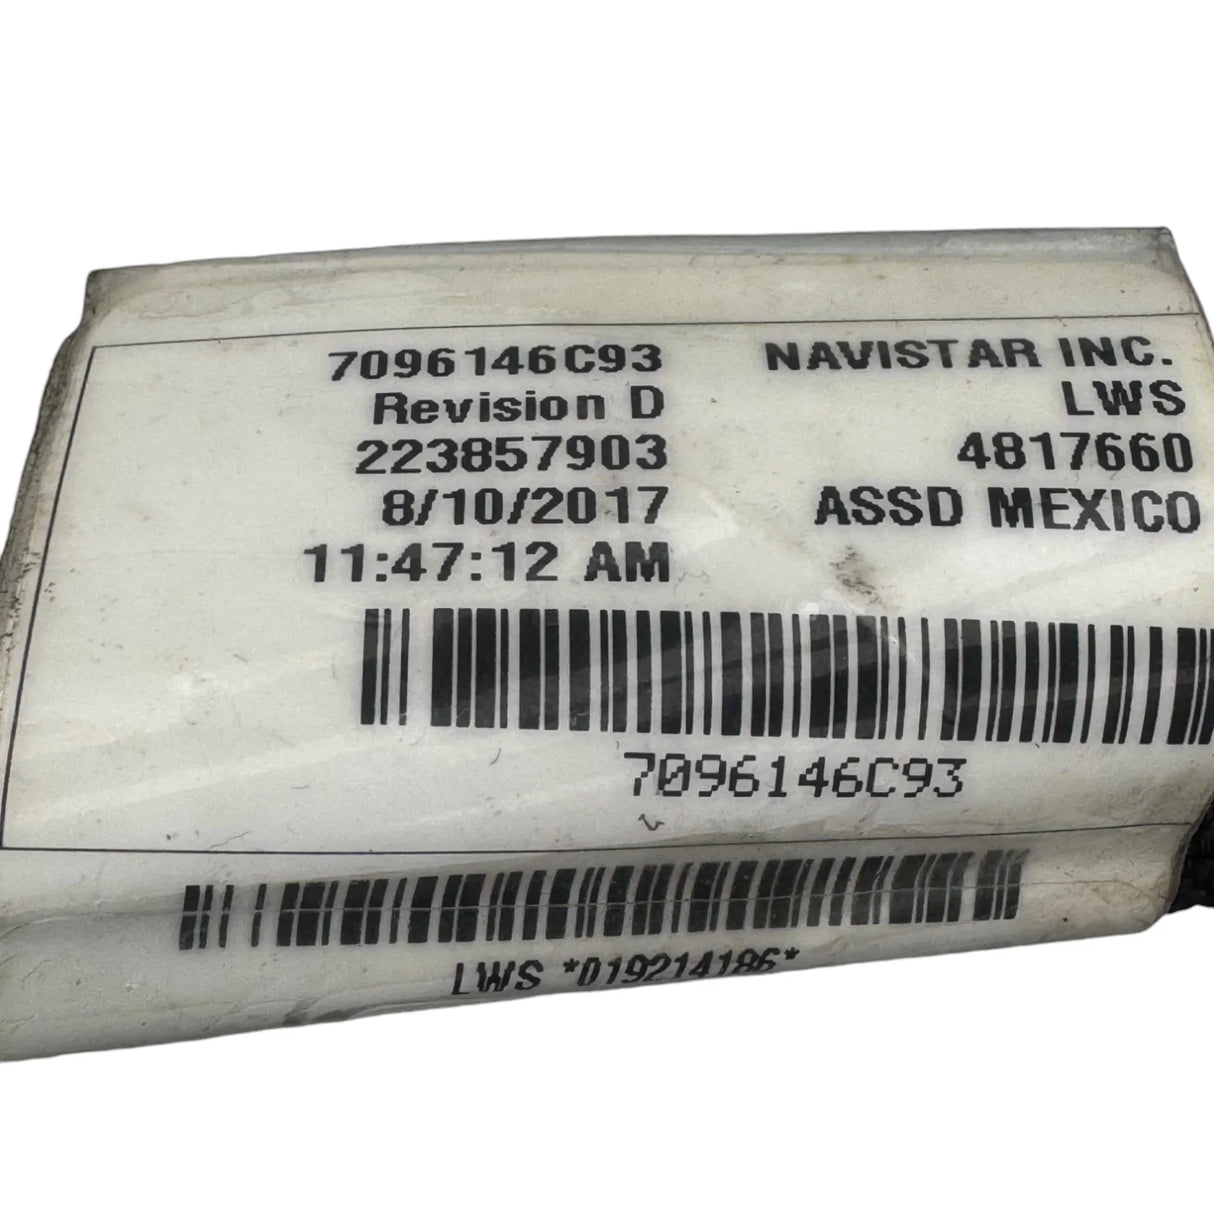 7096146C93 NAVISTAR INC.
Revision D LWS
223857903 4817660
8/10/2017 ASSD MEXICO
11:47:12 AM
7096146C93
LWS *019214186*